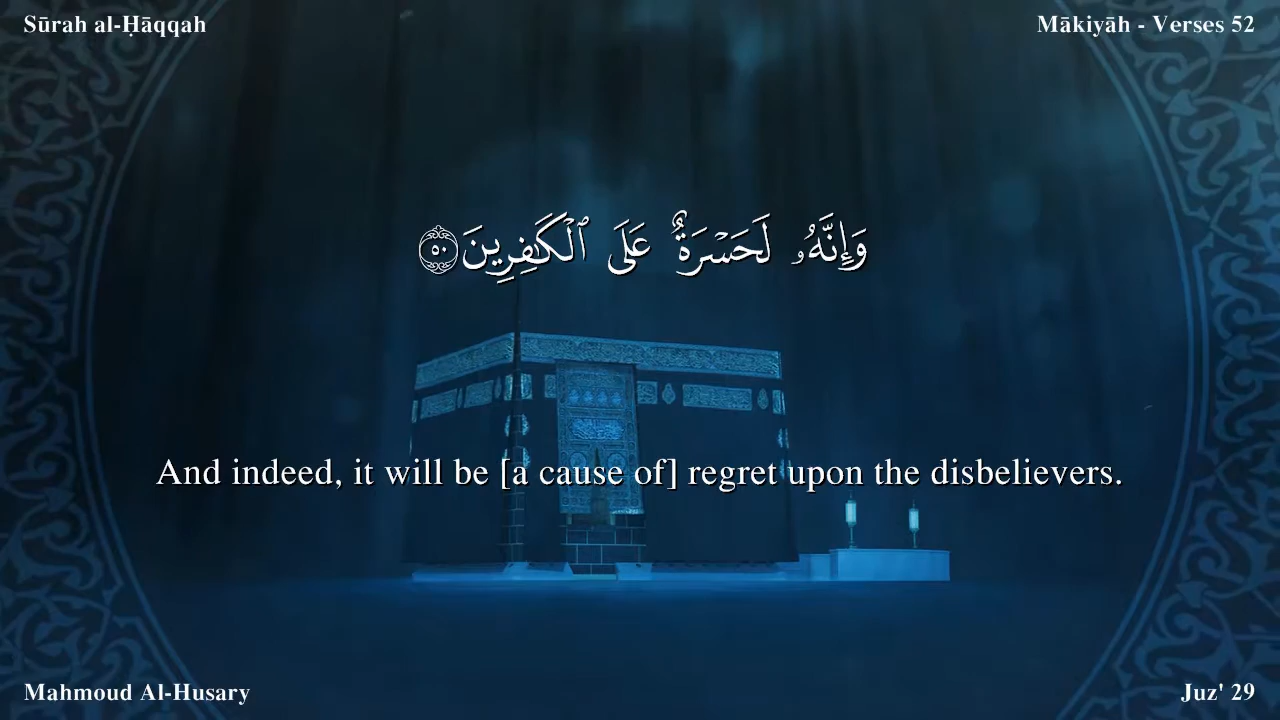 Sūrah al-Ḥāqqah
Mākiyāh - Verses 52
وَإِنَّهُۥ لَحَسْرَةٌ عَلَى ٱلْكَٰفِرِينَ ۝٥٠
And indeed, it will be [a cause of] regret upon the disbelievers.
Mahmoud Al-Husary
Juz' 29